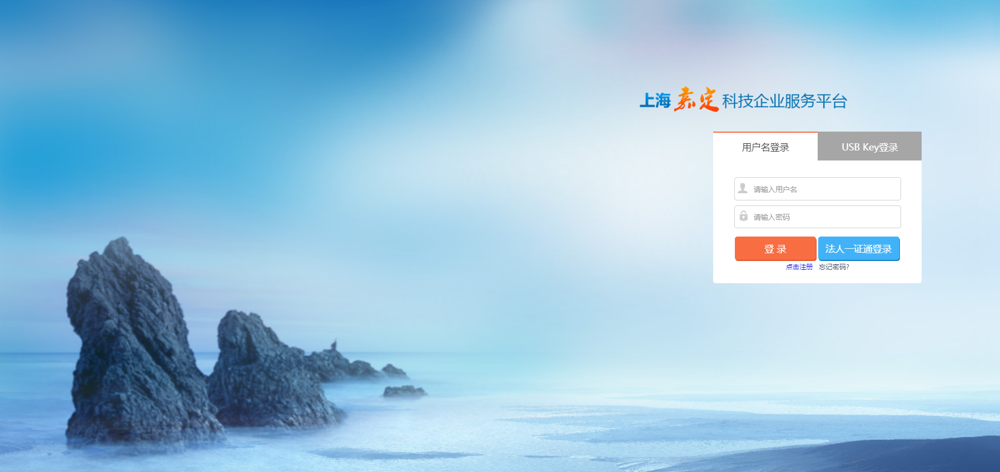 上海嘉定科技企业服务平台
用户名登录 USB Key登录
请输入用户名
请输入密码
登 录 法人一证通登录
点击注册 忘记密码?